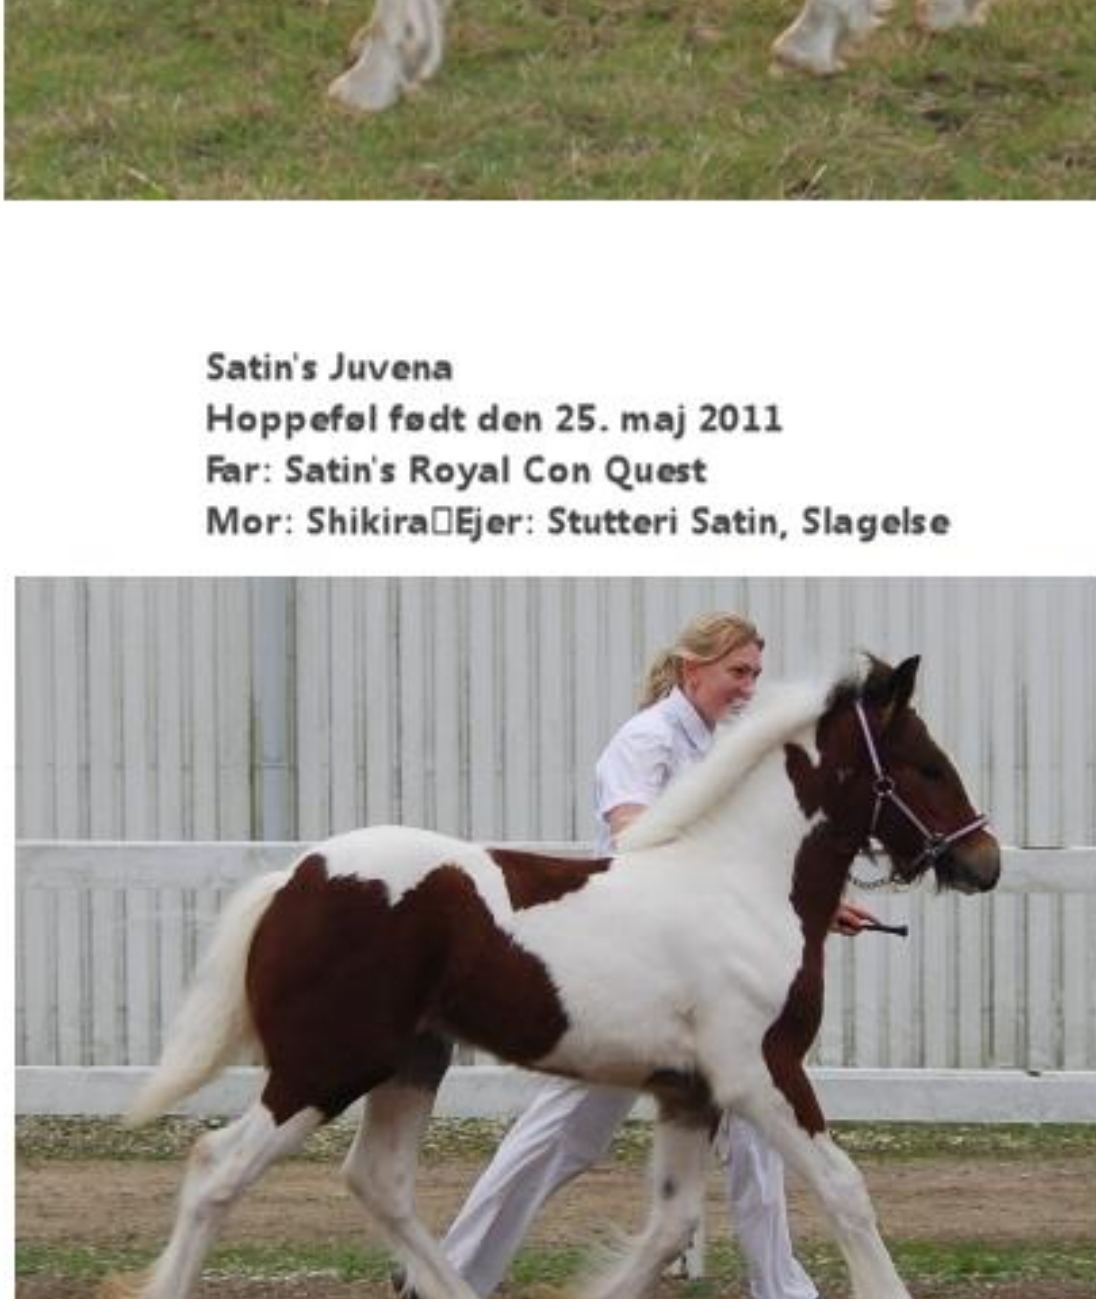 Satin's Juvena
Hoppeføl født den 25. maj 2011
Far: Satin's Royal Con Quest
Mor: Shikira□Ejer: Stutteri Satin, Slagelse